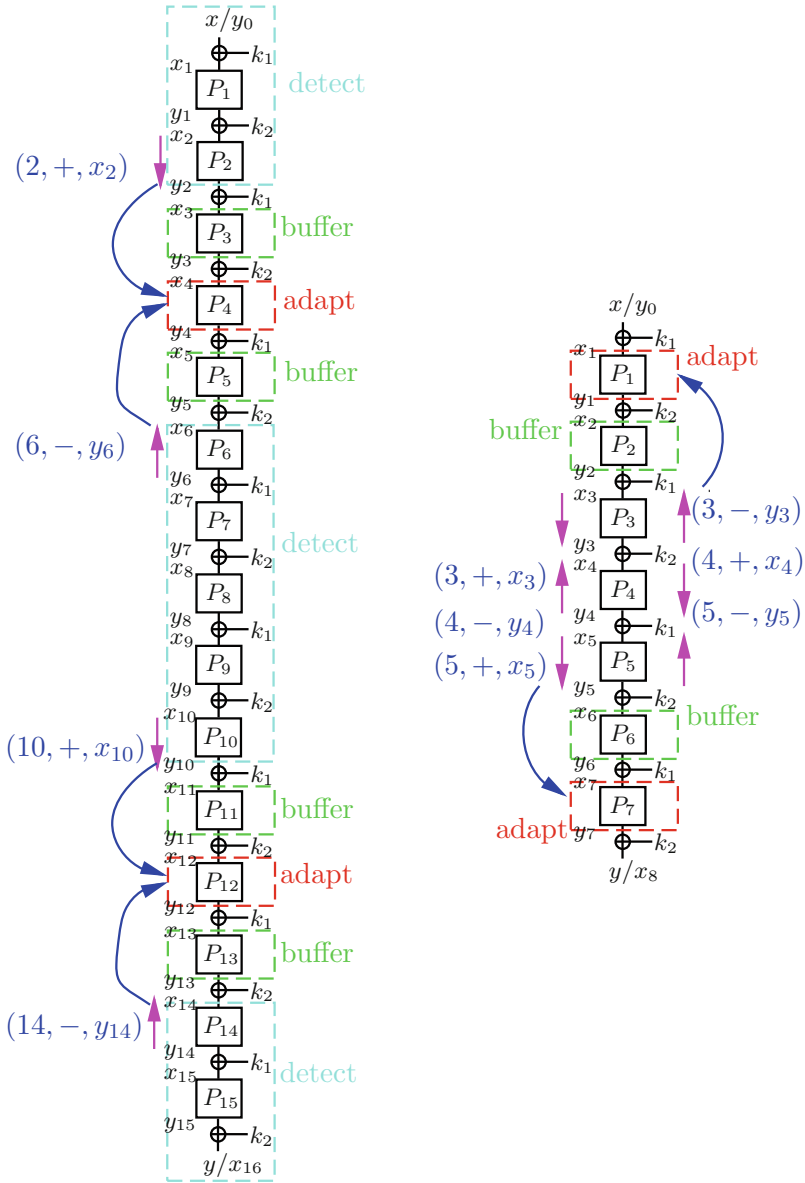 x/y₀
x₁
k₁
P₁
detect
y₁
x₂
k₂
P₂
(2, +, x₂)
y₂
x₃
k₁
P₃
buffer
y₃
x₄
k₂
P₄
adapt
y₄
x₅
k₁
P₅
buffer
y₅
x₆
k₂
P₆
(6, −, y₆)
y₆
x₇
k₁
P₇
detect
y₇
x₈
k₂
P₈
y₈
x₉
k₁
P₉
y₉
x₁₀
k₂
P₁₀
(10, +, x₁₀)
y₁₀
x₁₁
k₁
P₁₁
buffer
y₁₁
x₁₂
k₂
P₁₂
adapt
y₁₂
x₁₃
k₁
P₁₃
buffer
y₁₃
x₁₄
k₂
P₁₄
(14, −, y₁₄)
y₁₄
x₁₅
k₁
P₁₅
detect
y₁₅
k₂
y/x₁₆
x/y₀
x₁
k₁
P₁
adapt
y₁
x₂
k₂
buffer
P₂
y₂
x₃
k₁
P₃
(3, −, y₃)
y₃
x₄
k₂
(3, +, x₃)
P₄
(4, +, x₄)
(4, −, y₄)
y₄
x₅
k₁
(5, −, y₅)
(5, +, x₅)
P₅
y₅
x₆
k₂
P₆
buffer
y₆
x₇
k₁
P₇
adapt
y₇
k₂
y/x₈